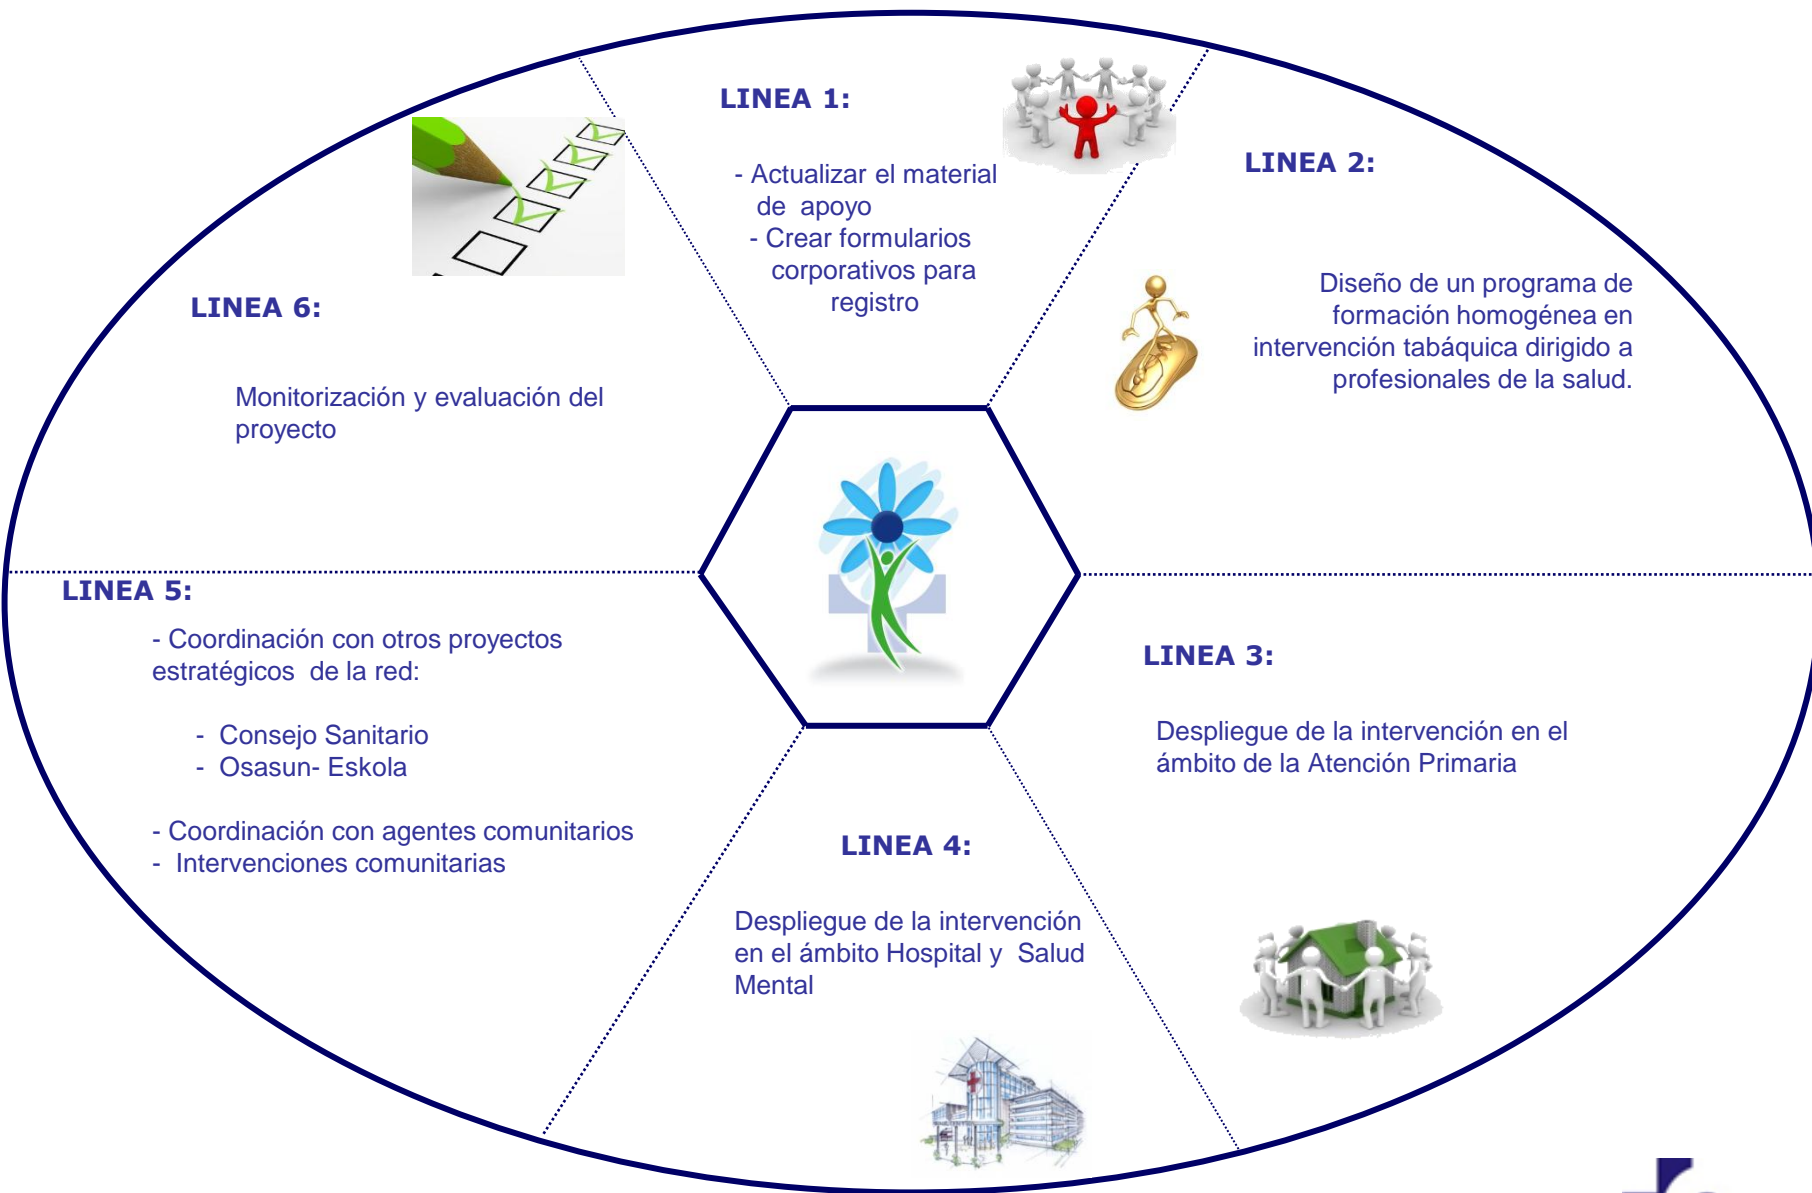 LINEA 1:
- Actualizar el material
de apoyo
- Crear formularios
corporativos para
registro
LINEA 2:
Diseño de un programa de
formación homogénea en
intervención tabáquica dirigido a
profesionales de la salud.
LINEA 3:
Despliegue de la intervención en el
ámbito de la Atención Primaria
LINEA 4:
Despliegue de la intervención
en el ámbito Hospital y Salud
Mental
LINEA 5:
- Coordinación con otros proyectos
estratégicos de la red:
- Consejo Sanitario
- Osasun- Eskola
- Coordinación con agentes comunitarios
- Intervenciones comunitarias
LINEA 6:
Monitorización y evaluación del
proyecto